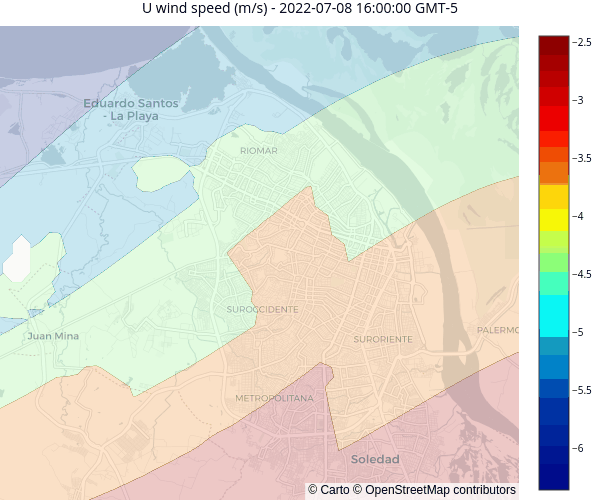 U wind speed (m/s) - 2022-07-08 16:00:00 GMT-5
Eduardo Santos
- La Playa
RIOMAR
SUROCCIDENTE
Juan Mina
SURORIENTE
PALERMO
METROPOLITANA
Soledad
−2.5
−3
−3.5
−4
−4.5
−5
−5.5
−6
© Carto © OpenStreetMap contributors